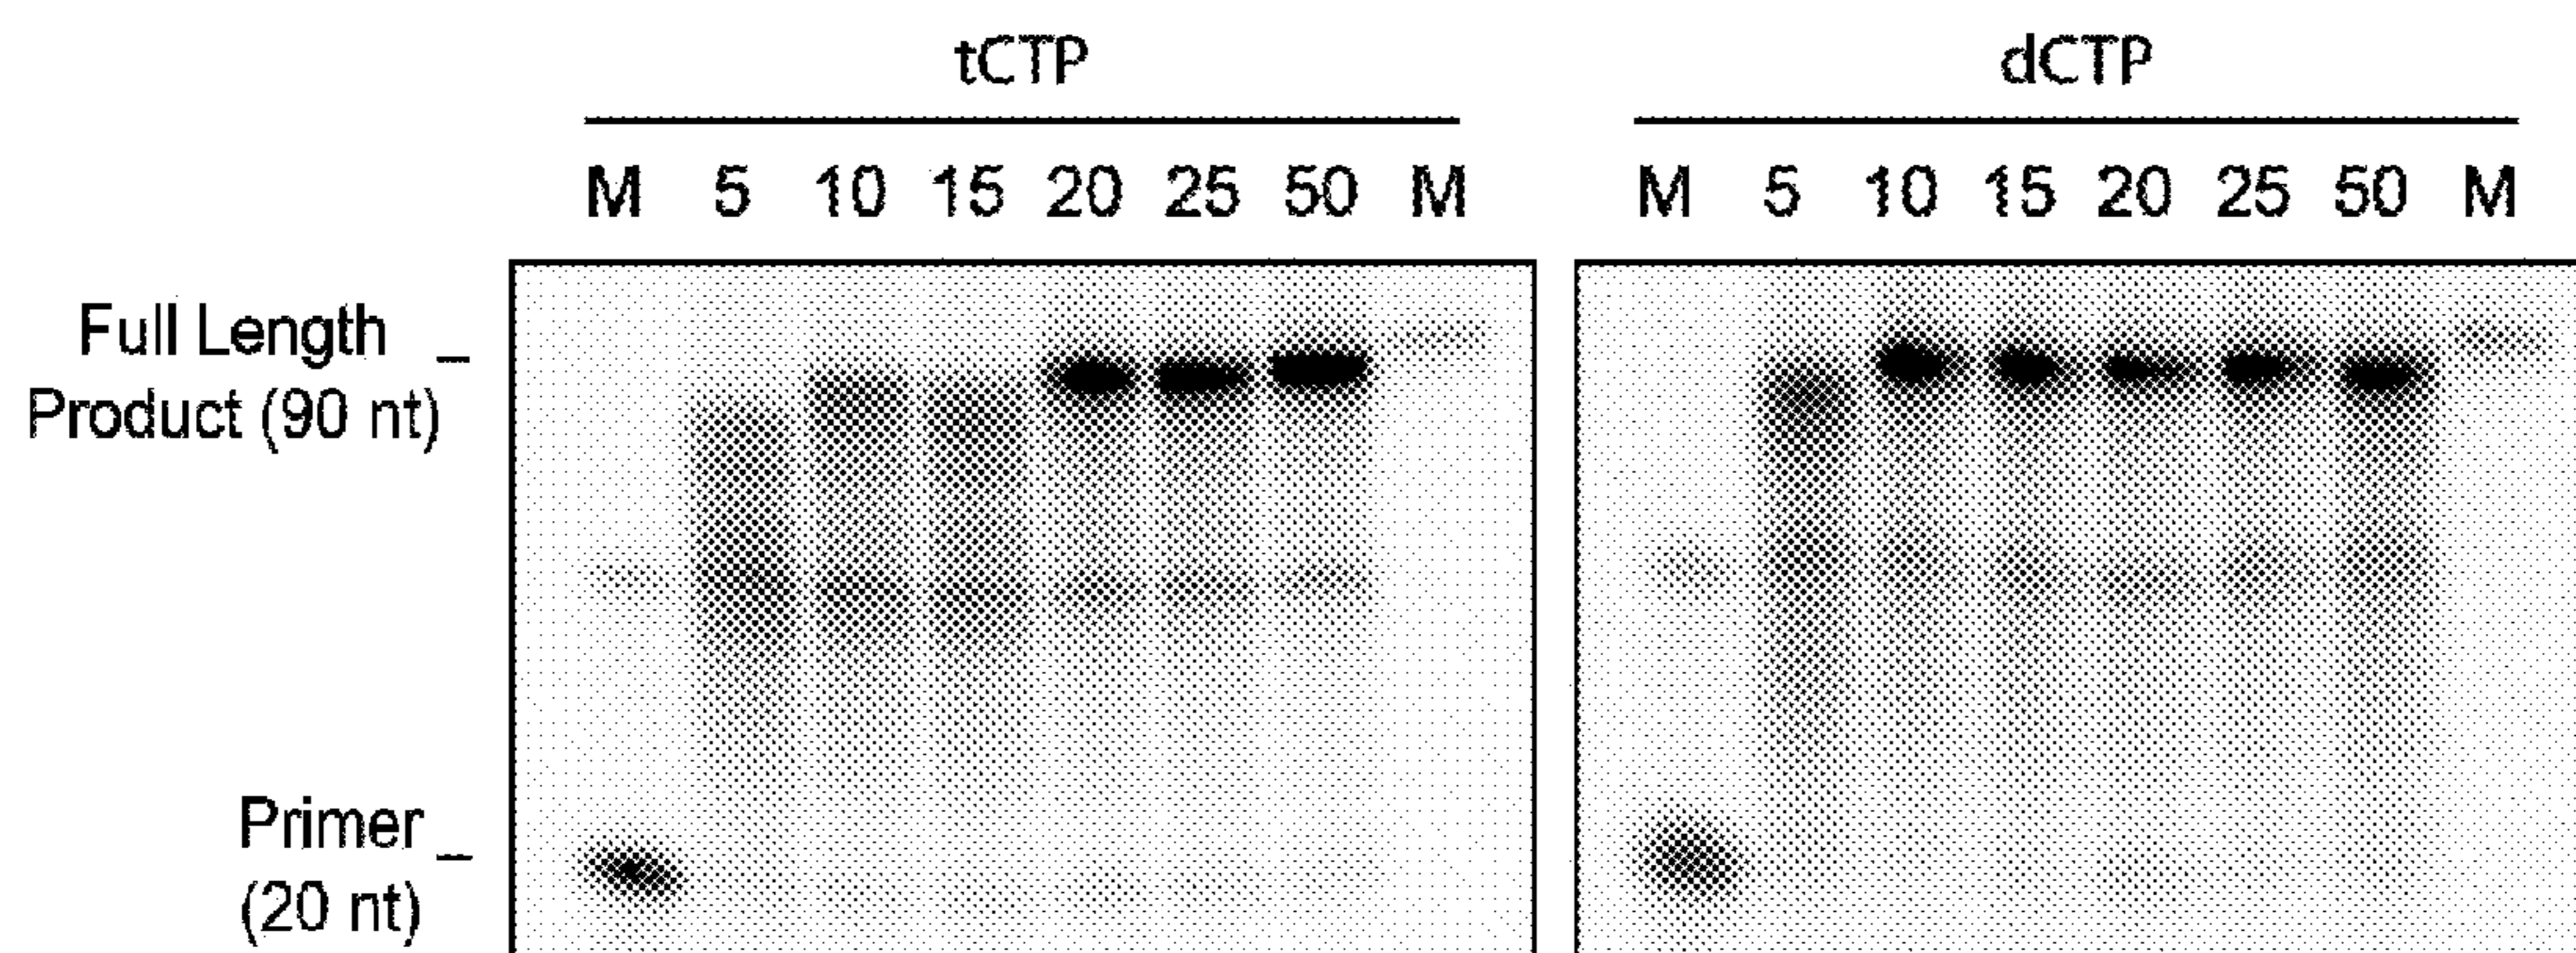 tCTP
dCTP
M 5 10 15 20 25 50 M
M 5 10 15 20 25 50 M
Full Length _
Product (90 nt)
Primer _
(20 nt)